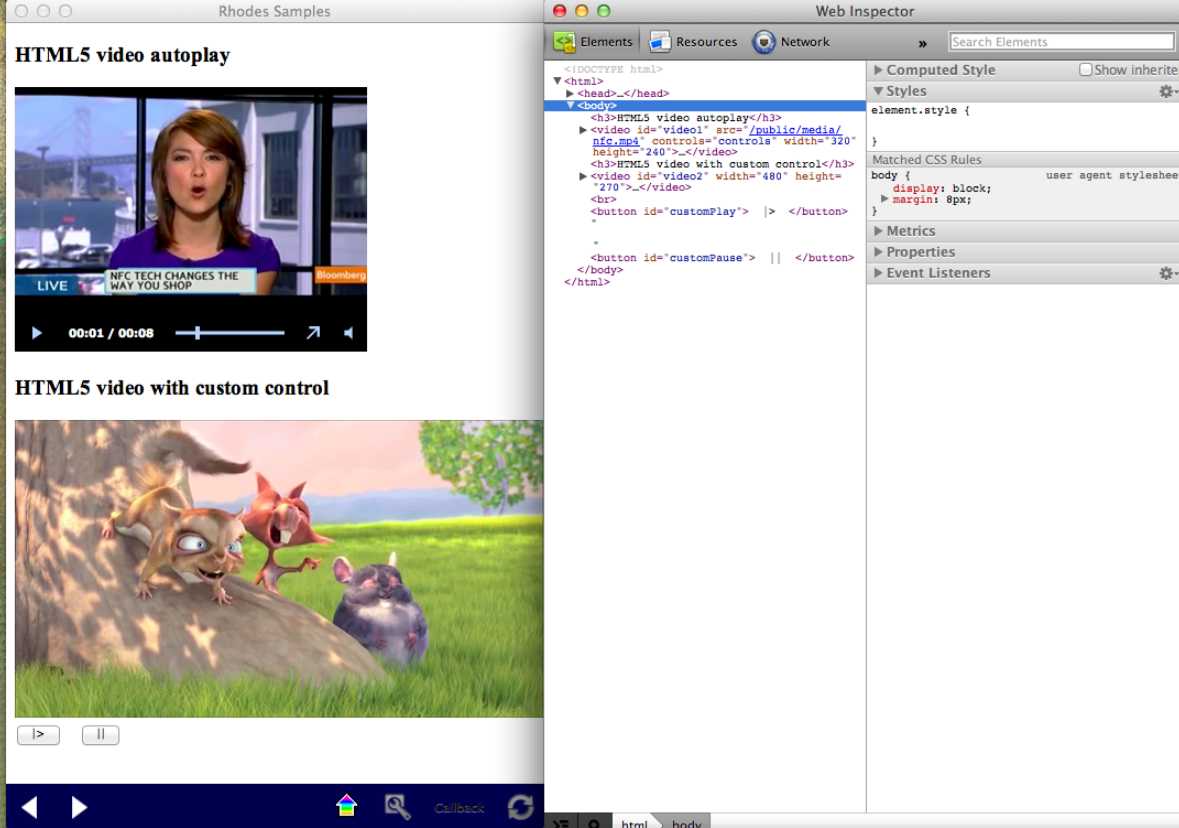 Rhodes Samples
HTML5 video autoplay
NFC TECH CHANGES THE
WAY YOU SHOP
LIVE
Bloomberg
00:01 / 00:08
HTML5 video with custom control
|>
||
Callback
Web Inspector
Elements
Resources
Network
»
Search Elements
<!DOCTYPE html>
▼<html>
▶<head>…</head>
▼<body>
<h3>HTML5 video autoplay</h3>
▶<video id="video1" src="/public/media/
nfc.mp4" controls="controls" width="320"
height="240">…</video>
<h3>HTML5 video with custom control</h3>
▶<video id="video2" width="480" height=
"270">…</video>
<br>
<button id="customPlay">  |>  </button>
"
"
<button id="customPause">  ||  </button>
</body>
</html>
▶Computed Style
Show inherite
▼Styles
element.style {
}
Matched CSS Rules
body {
user agent styleshee
display: block;
▶margin: 8px;
}
▶Metrics
▶Properties
▶Event Listeners
html
body